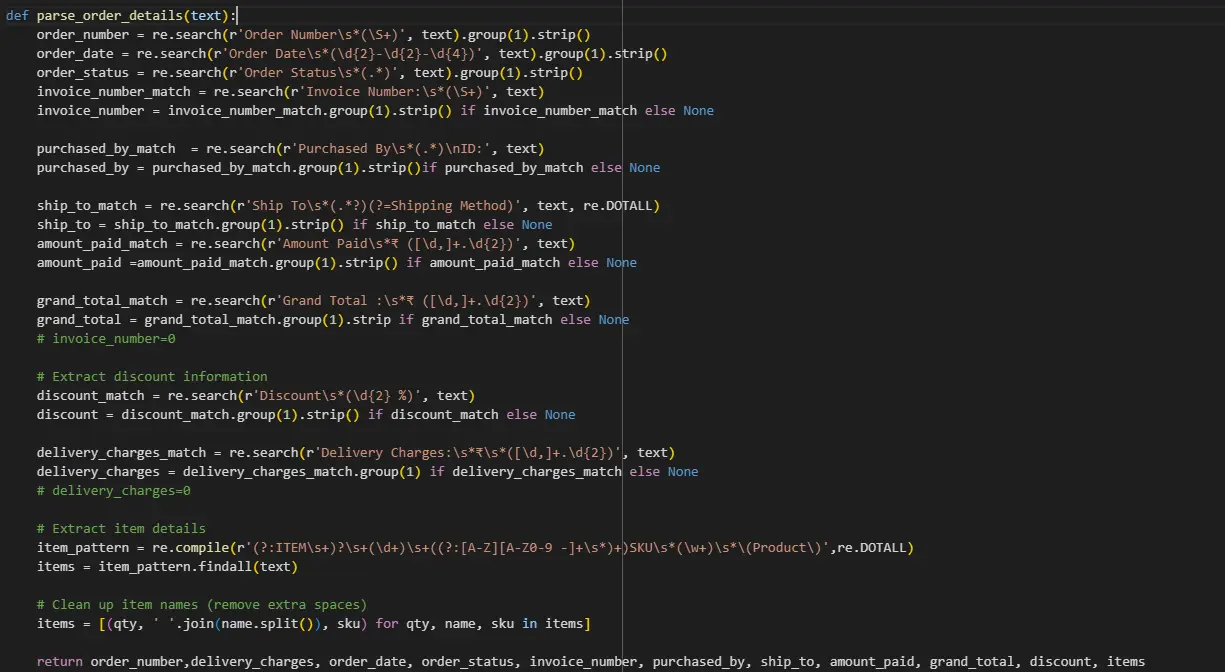 def parse_order_details(text):
    order_number = re.search(r'Order Number\s*(\S+)', text).group(1).strip()
    order_date = re.search(r'Order Date\s*(\d{2}-\d{2}-\d{4})', text).group(1).strip()
    order_status = re.search(r'Order Status\s*(.*)', text).group(1).strip()
    invoice_number_match = re.search(r'Invoice Number:\s*(\S+)', text)
    invoice_number = invoice_number_match.group(1).strip() if invoice_number_match else None

    purchased_by_match  = re.search(r'Purchased By\s*(.*)\nID:', text)
    purchased_by = purchased_by_match.group(1).strip()if purchased_by_match else None

    ship_to_match = re.search(r'Ship To\s*(.*?)(?=Shipping Method)', text, re.DOTALL)
    ship_to = ship_to_match.group(1).strip() if ship_to_match else None
    amount_paid_match = re.search(r'Amount Paid\s*₹ ([\d,]+.\d{2})', text)
    amount_paid =amount_paid_match.group(1).strip() if amount_paid_match else None

    grand_total_match = re.search(r'Grand Total :\s*₹ ([\d,]+.\d{2})', text)
    grand_total = grand_total_match.group(1).strip if grand_total_match else None
    # invoice_number=0

    # Extract discount information
    discount_match = re.search(r'Discount\s*(\d{2} %)', text)
    discount = discount_match.group(1).strip() if discount_match else None

    delivery_charges_match = re.search(r'Delivery Charges:\s*₹\s*([\d,]+.\d{2})', text)
    delivery_charges = delivery_charges_match.group(1) if delivery_charges_match else None
    # delivery_charges=0

    # Extract item details
    item_pattern = re.compile(r'(?:ITEM\s+)?\s+(\d+)\s+((?:[A-Z][A-Z0-9 -]+\s*)+)SKU\s*(\w+)\s*\(Product\)',re.DOTALL)
    items = item_pattern.findall(text)

    # Clean up item names (remove extra spaces)
    items = [(qty, ' '.join(name.split()), sku) for qty, name, sku in items]

    return order_number,delivery_charges, order_date, order_status, invoice_number, purchased_by, ship_to, amount_paid, grand_total, discount, items